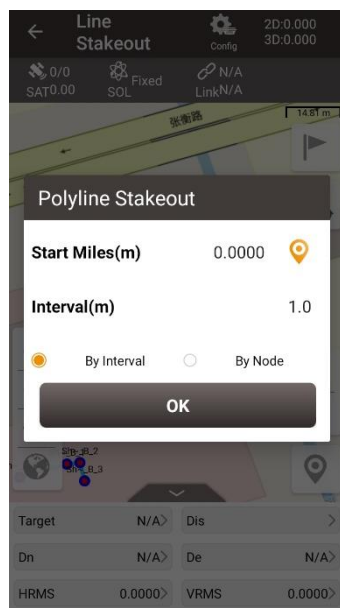 Line
Stakeout
Config
2D:0.000
3D:0.000
0/0
SAT0.00
Fixed
SOL
N/A
LinkN/A
14.81 m
张衡路
Polyline Stakeout
Start Miles(m) 0.0000
Interval(m) 1.0
By Interval By Node
OK
Target N/A> Dis >
Dn N/A> De N/A>
HRMS 0.0000> VRMS 0.0000>